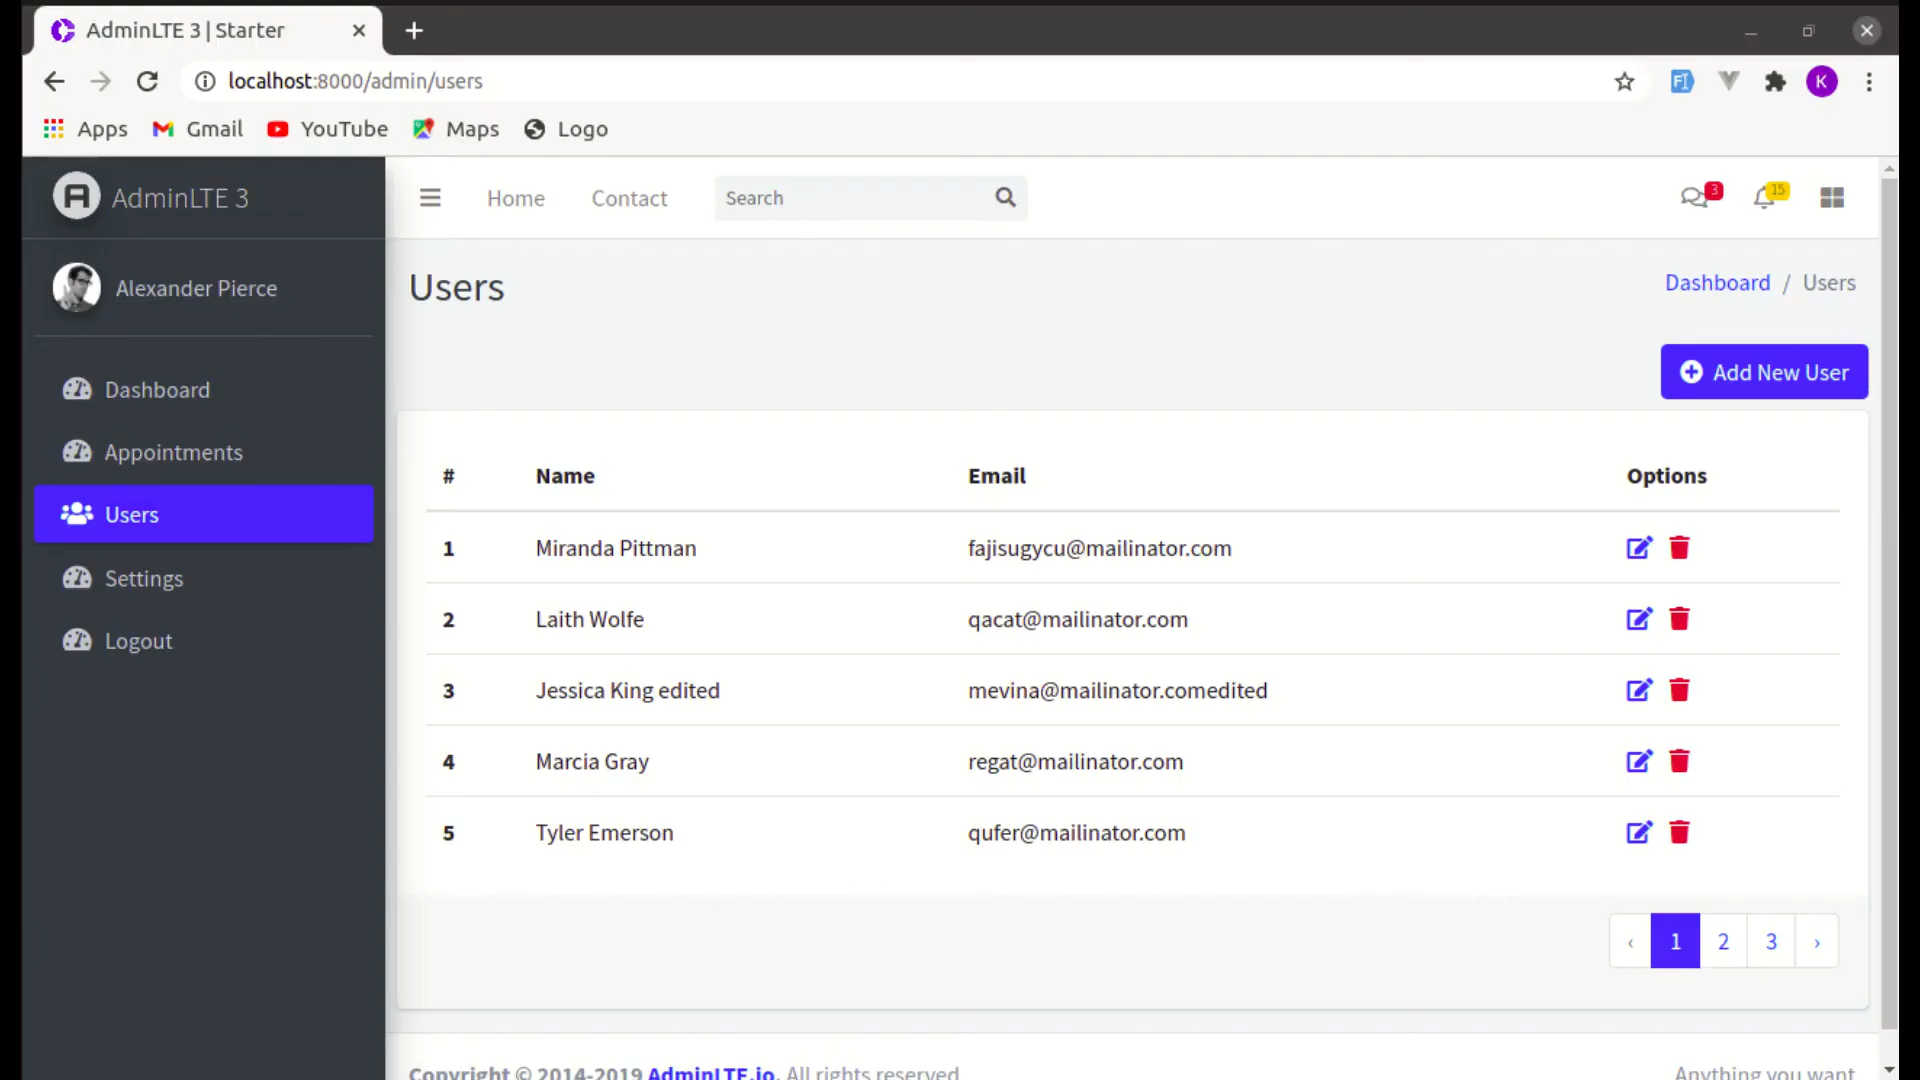 AdminLTE 3 | Starter
localhost:8000/admin/users
FI
K
Apps
Gmail
YouTube
Maps
Logo
AdminLTE 3
Home
Contact
Search
3
15
Alexander Pierce
Dashboard
Appointments
Users
Settings
Logout
Users
Dashboard / Users
Add New User
# Name Email Options
1 Miranda Pittman fajisugycu@mailinator.com
2 Laith Wolfe qacat@mailinator.com
3 Jessica King edited mevina@mailinator.comedited
4 Marcia Gray regat@mailinator.com
5 Tyler Emerson qufer@mailinator.com
‹ 1 2 3 ›
Copyright © 2014-2019 AdminLTE.io. All rights reserved
Anything you want